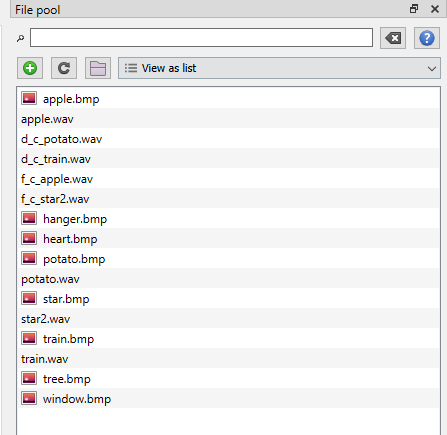 File pool
View as list
apple.bmp
apple.wav
d_c_potato.wav
d_c_train.wav
f_c_apple.wav
f_c_star2.wav
hanger.bmp
heart.bmp
potato.bmp
potato.wav
star.bmp
star2.wav
train.bmp
train.wav
tree.bmp
window.bmp